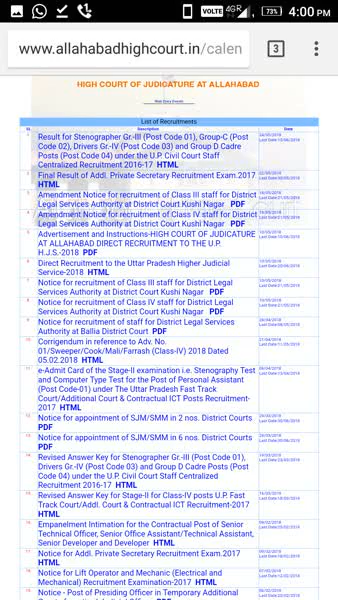 VOLTE 4G R 73% 4:00 PM
www.allahabadhighcourt.in/calen 3
HIGH COURT OF JUDICATURE AT ALLAHABAD
List of Recruitments
Description Date
Result for Stenographer Gr.-III (Post Code 01), Group-C (Post
Code 02), Drivers Gr.-IV (Post Code 03) and Group D Cadre
Posts (Post Code 04) under the U.P. Civil Court Staff
Centralized Recruitment 2016-17 HTML
Final Result of Addl. Private Secretary Recruitment Exam.2017
HTML
Amendment Notice for recruitment of Class III staff for District
Legal Services Authority at District Court Kushi Nagar PDF
Amendment Notice for recruitment of Class IV staff for District
Legal Services Authority at District Court Kushi Nagar PDF
Advertisement and Instructions-HIGH COURT OF JUDICATURE
AT ALLAHABAD DIRECT RECRUITMENT TO THE U.P.
H.J.S.-2018 PDF
Direct Recruitment to the Uttar Pradesh Higher Judicial
Service-2018 HTML
Notice for recruitment of Class III staff for District Legal
Services Authority at District Court Kushi Nagar PDF
Notice for recruitment of Class IV staff for District Legal
Services Authority at District Court Kushi Nagar PDF
Notice for recruitment of staff for District Legal Services
Authority at Ballia District Court PDF
Corrigendum in reference to Adv. No.
01/Sweeper/Cook/Mali/Farrash (Class-IV) 2018 Dated
05.02.2018 HTML
e-Admit Card of the Stage-II examination i.e. Stenography Test
and Computer Type Test for the Post of Personal Assistant
(Post Code-01) under The Uttar Pradesh Fast Track
Court/Additional Court & Contractual ICT Posts Recruitment-
2017 HTML
Notice for appointment of SJM/SMM in 2 nos. District Courts
PDF
Notice for appointment of SJM/SMM in 6 nos. District Courts
PDF
Revised Answer Key for Stenographer Gr.-III (Post Code 01),
Drivers Gr.-IV (Post Code 03) and Group D Cadre Posts (Post
Code 04) under the U.P. Civil Court Staff Centralized
Recruitment 2016-17 HTML
Revised Answer Key for Stage-II for Class-IV posts U.P. Fast
Track Court/Addl. Court & Contractual ICT Recruitment-2017
HTML
Empanelment Intimation for the Contractual Post of Senior
Technical Officer, Senior Office Assistant/Technical Assistant,
Senior Developer and Developer HTML
Notice for Addl. Private Secretary Recruitment Exam.2017
HTML
Notice for Lift Operator and Mechanic (Electrical and
Mechanical) Recruitment Examination-2017 HTML
Notice - Post of Presiding Officer in Temporary Additional